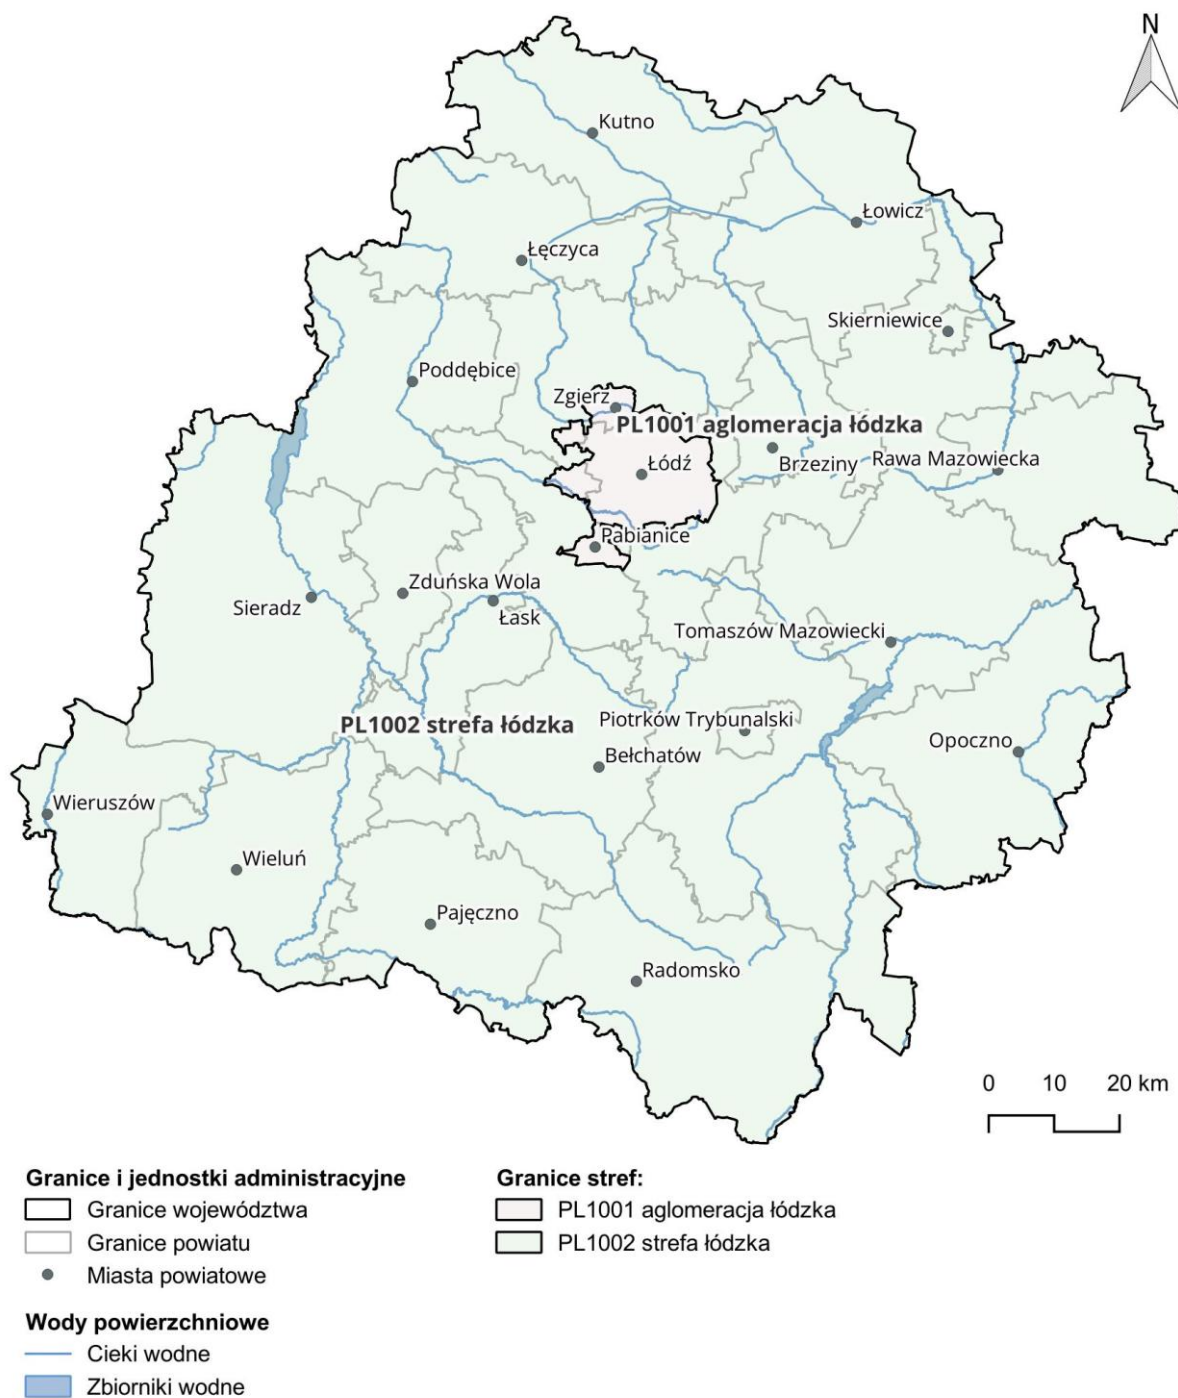 N
Kutno
Łowicz
Łęczyca
Skierniewice
Poddębice
Zgierz
PL1001 aglomeracja łódzka
Brzeziny
Rawa Mazowiecka
Łódź
Pabianice
Zduńska Wola
Sieradz
Łask
Tomaszów Mazowiecki
PL1002 strefa łódzka
Piotrków Trybunalski
Opoczno
Bełchatów
Wieruszów
Wieluń
Pajęczno
Radomsko
0 10 20 km
Granice i jednostki administracyjne
Granice województwa
Granice powiatu
Miasta powiatowe
Wody powierzchniowe
Cieki wodne
Zbiorniki wodne
Granice stref:
PL1001 aglomeracja łódzka
PL1002 strefa łódzka